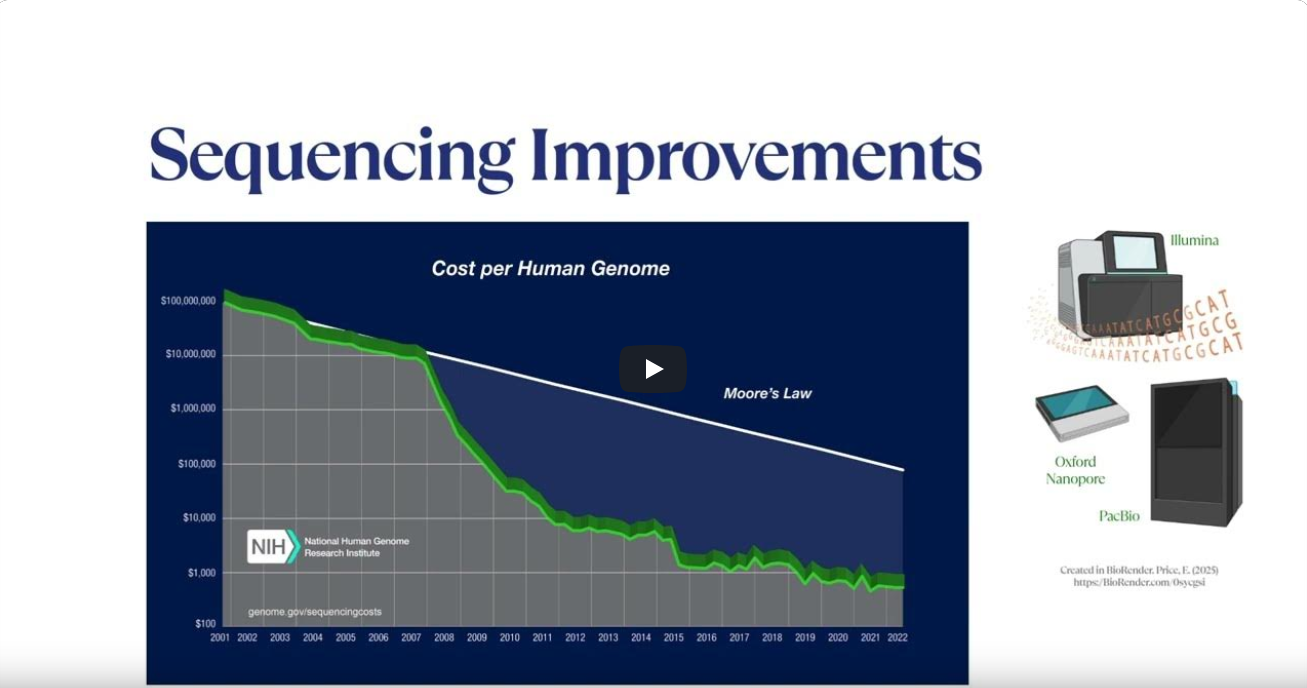 Sequencing Improvements
Cost per Human Genome
$100,000,000
$10,000,000
$1,000,000
$100,000
$10,000
$1,000
$100
Moore's Law
NIH
National Human Genome
Research Institute
genome.gov/sequencingcosts
2001 2002 2003 2004 2005 2006 2007 2008 2009 2010 2011 2012 2013 2014 2015 2016 2017 2018 2019 2020 2021 2022
Illumina
CAAATATCATGCGCAT
GTCAAATATCATGCG
GAGTCAAATATCATGCGCAT
Oxford
Nanopore
PacBio
Created in BioRender. Price, E. (2025)
https://BioRender.com/0sycgsi